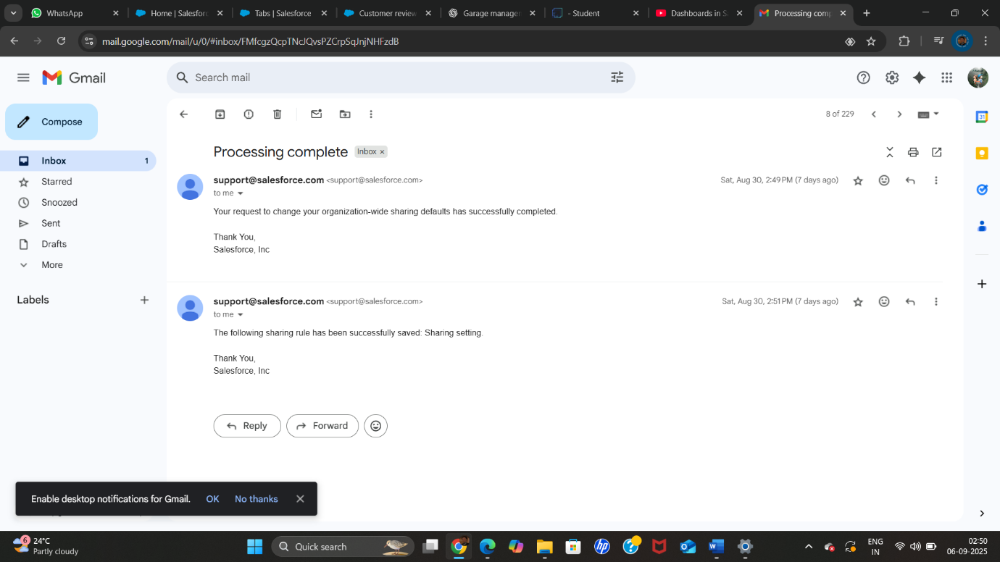 WhatsApp
Home | Salesforc
Tabs | Salesforce
Customer review
Garage manager
- Student
Dashboards in S
Processing comp
mail.google.com/mail/u/0/#inbox/FMfcgzQcpTNcJQvsPZCrpSqJnjNHFzdB
Gmail
Search mail
Compose
8 of 229
Inbox 1
Starred
Snoozed
Sent
Drafts
More
Labels
Processing complete Inbox ×
support@salesforce.com <support@salesforce.com> Sat, Aug 30, 2:49 PM (7 days ago)
to me
Your request to change your organization-wide sharing defaults has successfully completed.
Thank You,
Salesforce, Inc
support@salesforce.com <support@salesforce.com> Sat, Aug 30, 2:51 PM (7 days ago)
to me
The following sharing rule has been successfully saved: Sharing setting.
Thank You,
Salesforce, Inc
Reply Forward
31
Enable desktop notifications for Gmail. OK No thanks
6
24°C
Partly cloudy
Quick search
hp
ENG
IN
02:50
06-09-2025